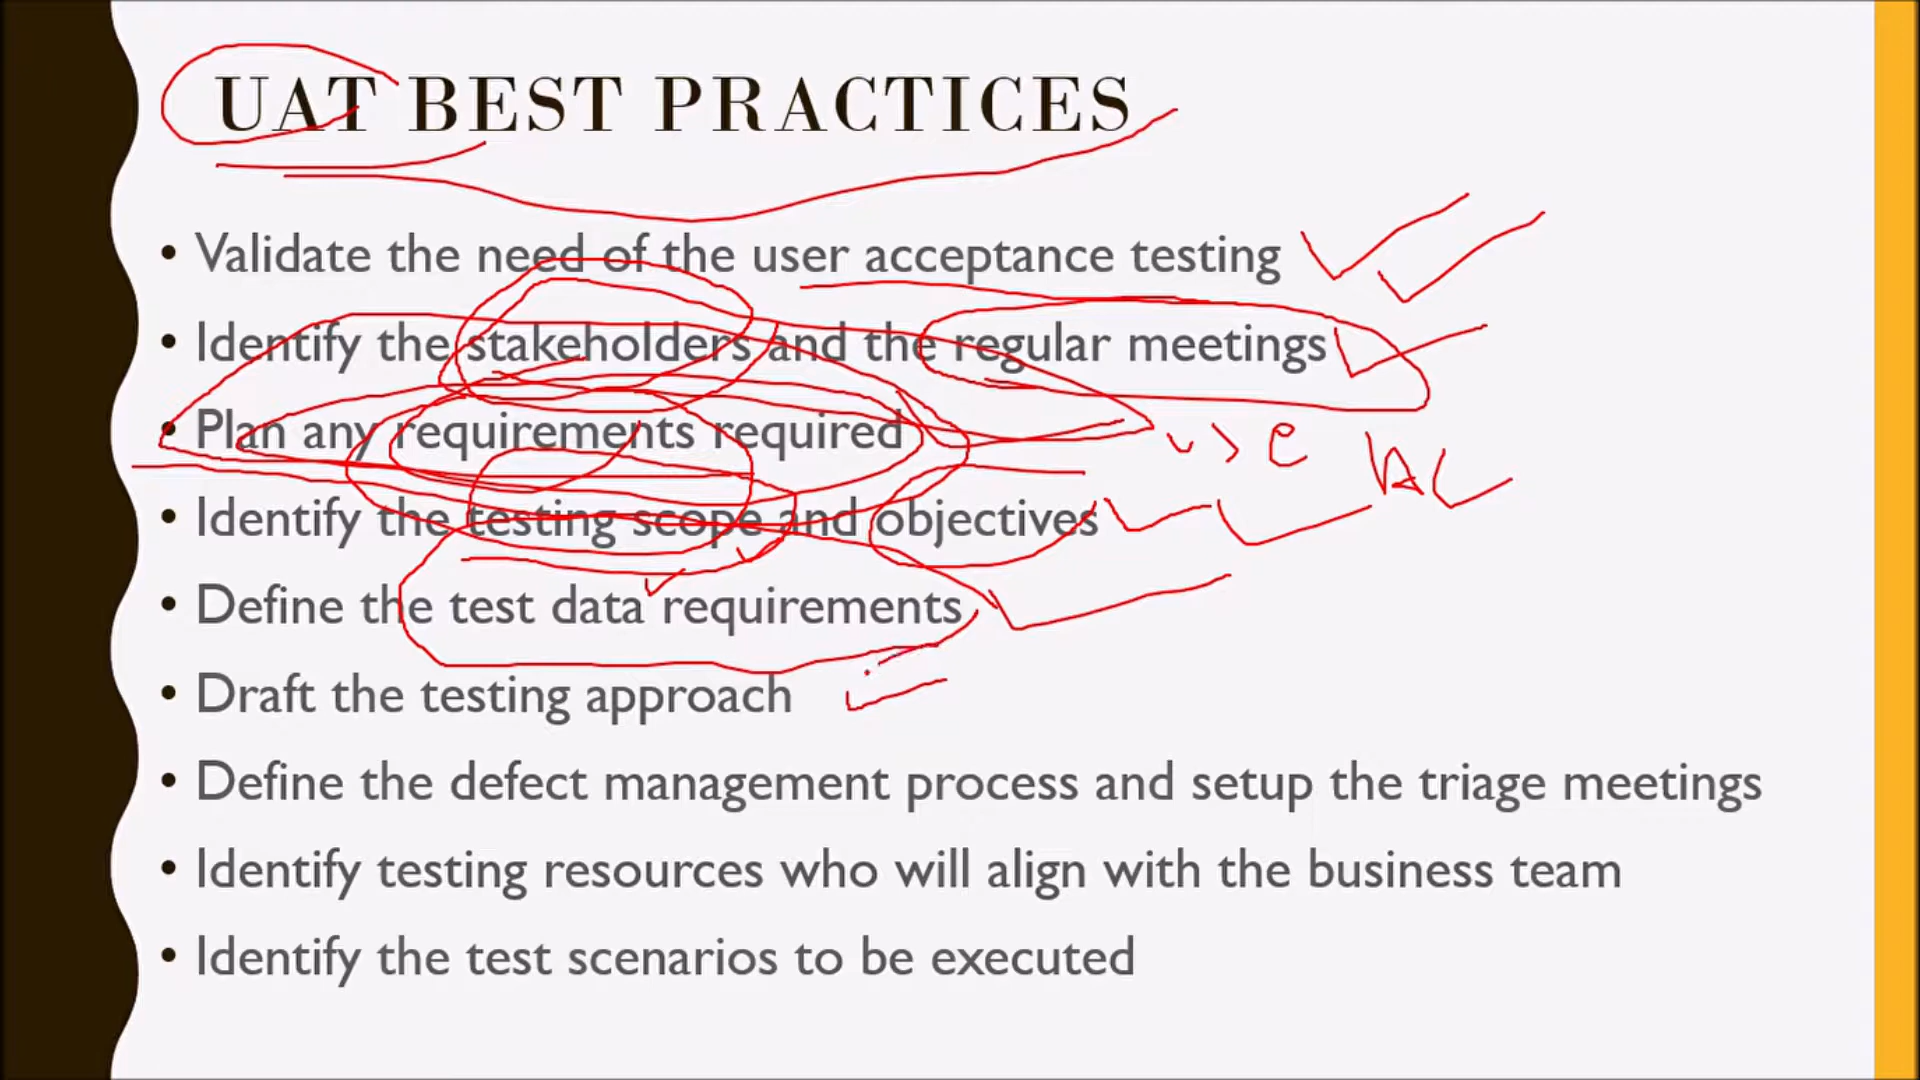 UAT BEST PRACTICES
• Validate the need of the user acceptance testing
• Identify the stakeholders and the regular meetings
• Plan any requirements required
use
AC
• Identify the testing scope and objectives
• Define the test data requirements
• Draft the testing approach
• Define the defect management process and setup the triage meetings
• Identify testing resources who will align with the business team
• Identify the test scenarios to be executed